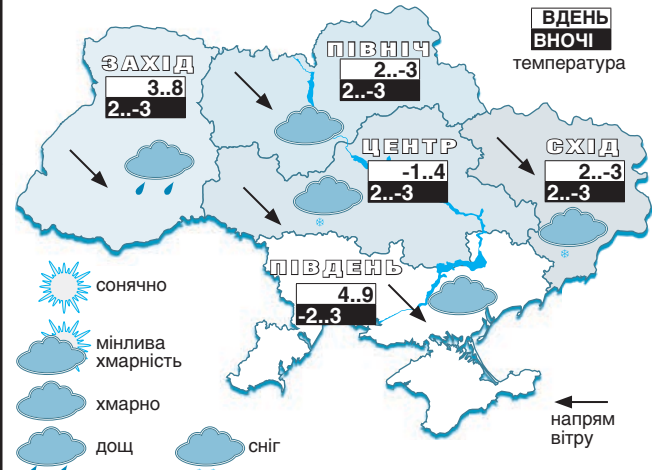 ВДЕНЬ
ВНОЧІ
температура
ПІВНІЧ
2..-3
2..-3
ЗАХІД
3..8
2..-3
ЦЕНТР
-1..4
2..-3
СХІД
2..-3
2..-3
ПІВДЕНЬ
4..9
-2..3
сонячно
мінлива
хмарність
хмарно
дощ
сніг
напрям
вітру